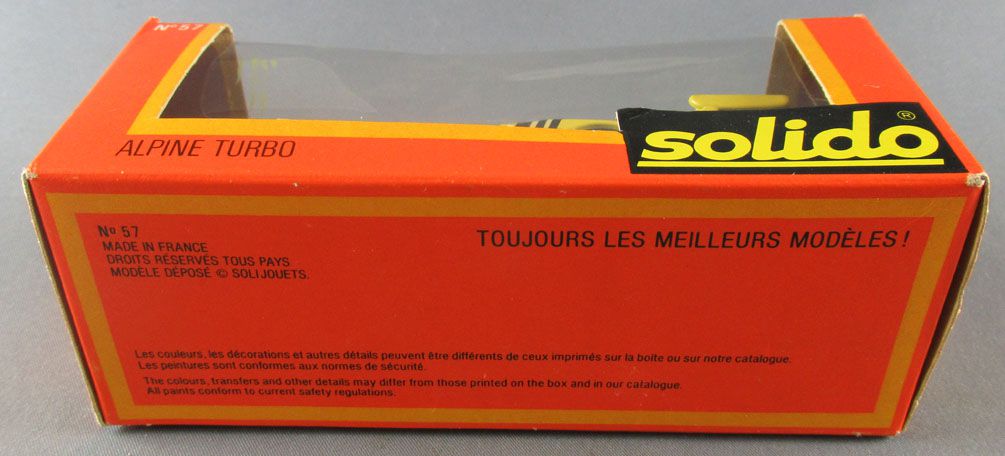 N° 57
ALPINE TURBO
solido®
Nº 57
MADE IN FRANCE
DROITS RÉSERVÉS TOUS PAYS
MODÈLE DÉPOSÉ © SOLIJOUETS.
TOUJOURS LES MEILLEURS MODÈLES !
Les couleurs, les décorations et autres détails peuvent être différents de ceux imprimés sur la boite ou sur notre catalogue.
Les peintures sont conformes aux normes de sécurité.
The colours, transfers and other details may differ from those printed on the box and in our catalogue.
All paints conform to current safety regulations.